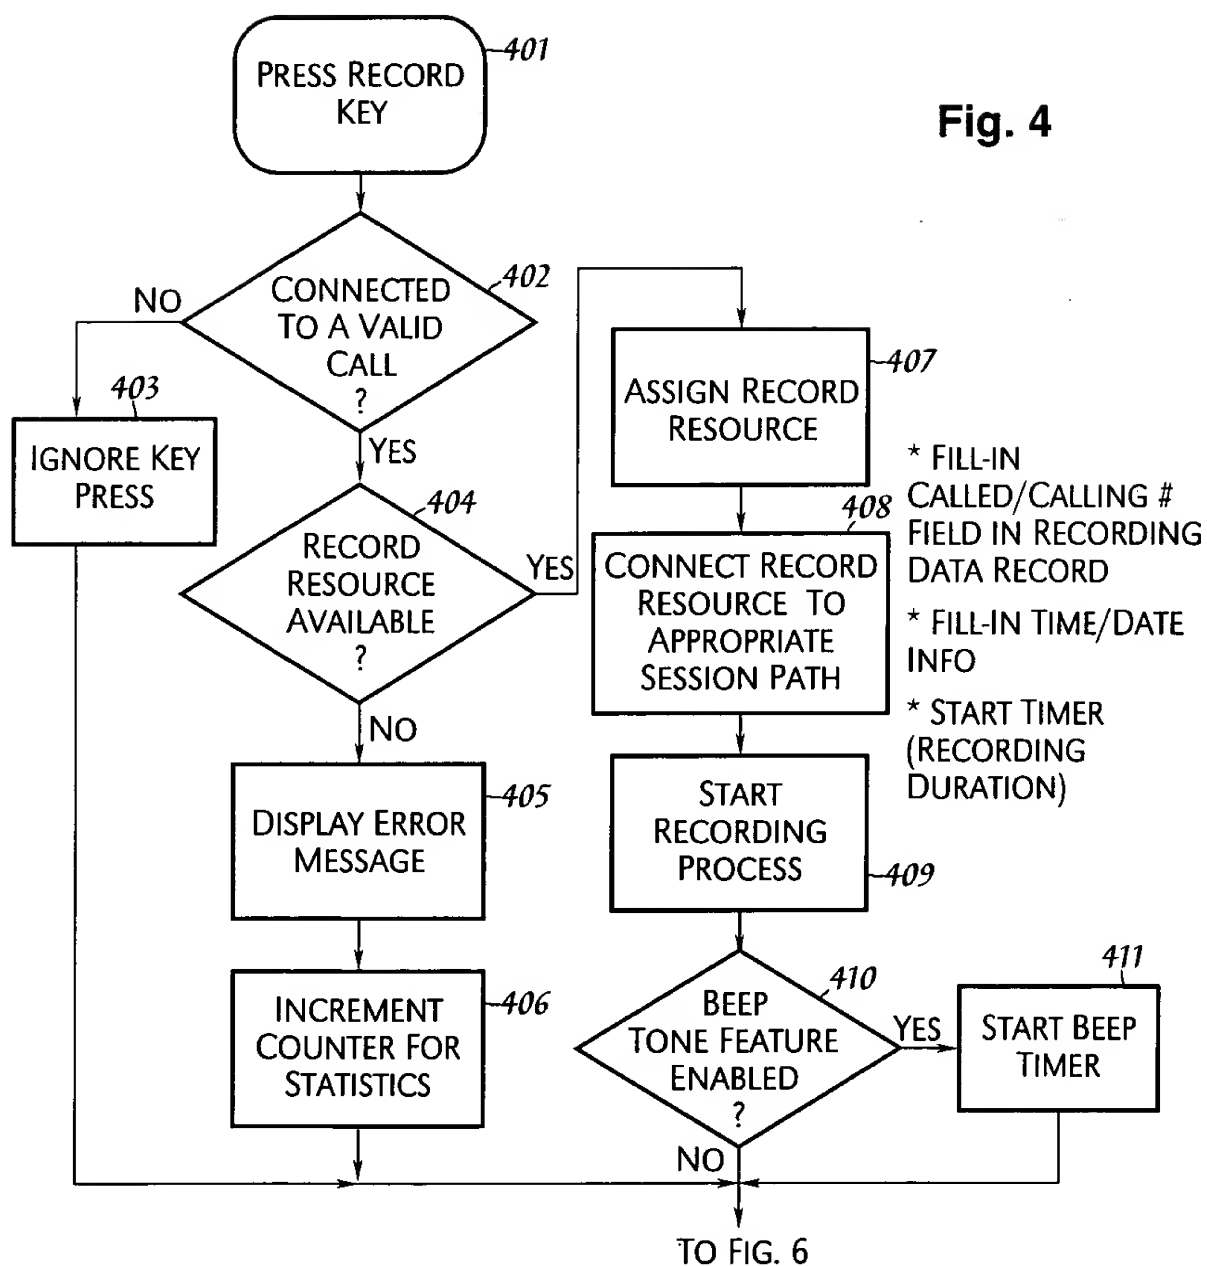 401
PRESS RECORD
KEY
Fig. 4
402
CONNECTED
TO A VALID
CALL
?
NO
YES
403
IGNORE KEY
PRESS
404
RECORD
RESOURCE
AVAILABLE
?
YES
NO
405
DISPLAY ERROR
MESSAGE
406
INCREMENT
COUNTER FOR
STATISTICS
407
ASSIGN RECORD
RESOURCE
408
CONNECT RECORD
RESOURCE TO
APPROPRIATE
SESSION PATH
* FILL-IN
CALLED/CALLING #
FIELD IN RECORDING
DATA RECORD
* FILL-IN TIME/DATE
INFO
* START TIMER
(RECORDING
DURATION)
START
RECORDING
PROCESS
409
410
BEEP
TONE FEATURE
ENABLED
?
YES
NO
411
START BEEP
TIMER
TO FIG. 6